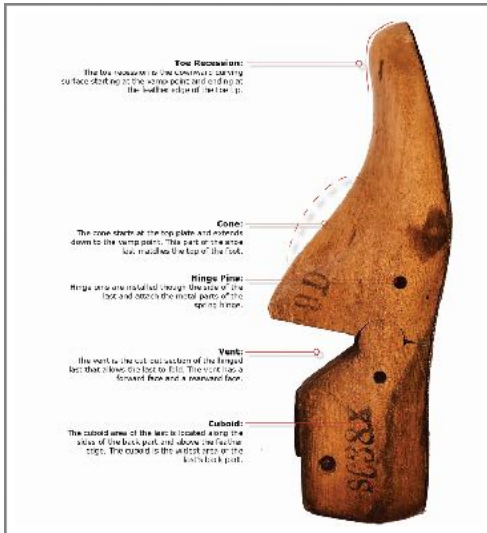 Toe Recession:
The toe recession is the downward curving
surface starting at the vamp point and ending at
the feather edge of the toe tip.
Cone:
The cone starts at the top plate and extends
down to the vamp point. This part of the shoe
last matches the top of the foot.
Hinge Pins:
Hinge pins are installed though the side of the
last and attach the metal parts of the
spring hinge.
Vent:
The vent is the cut out section of the hinged
last that allows the last to fold. The vent has a
forward face and a rearward face.
Cuboid:
The cuboid area of the last is located along the
sides of the back part and above the feather
edge. The cuboid is the widest area of the
last's back part.